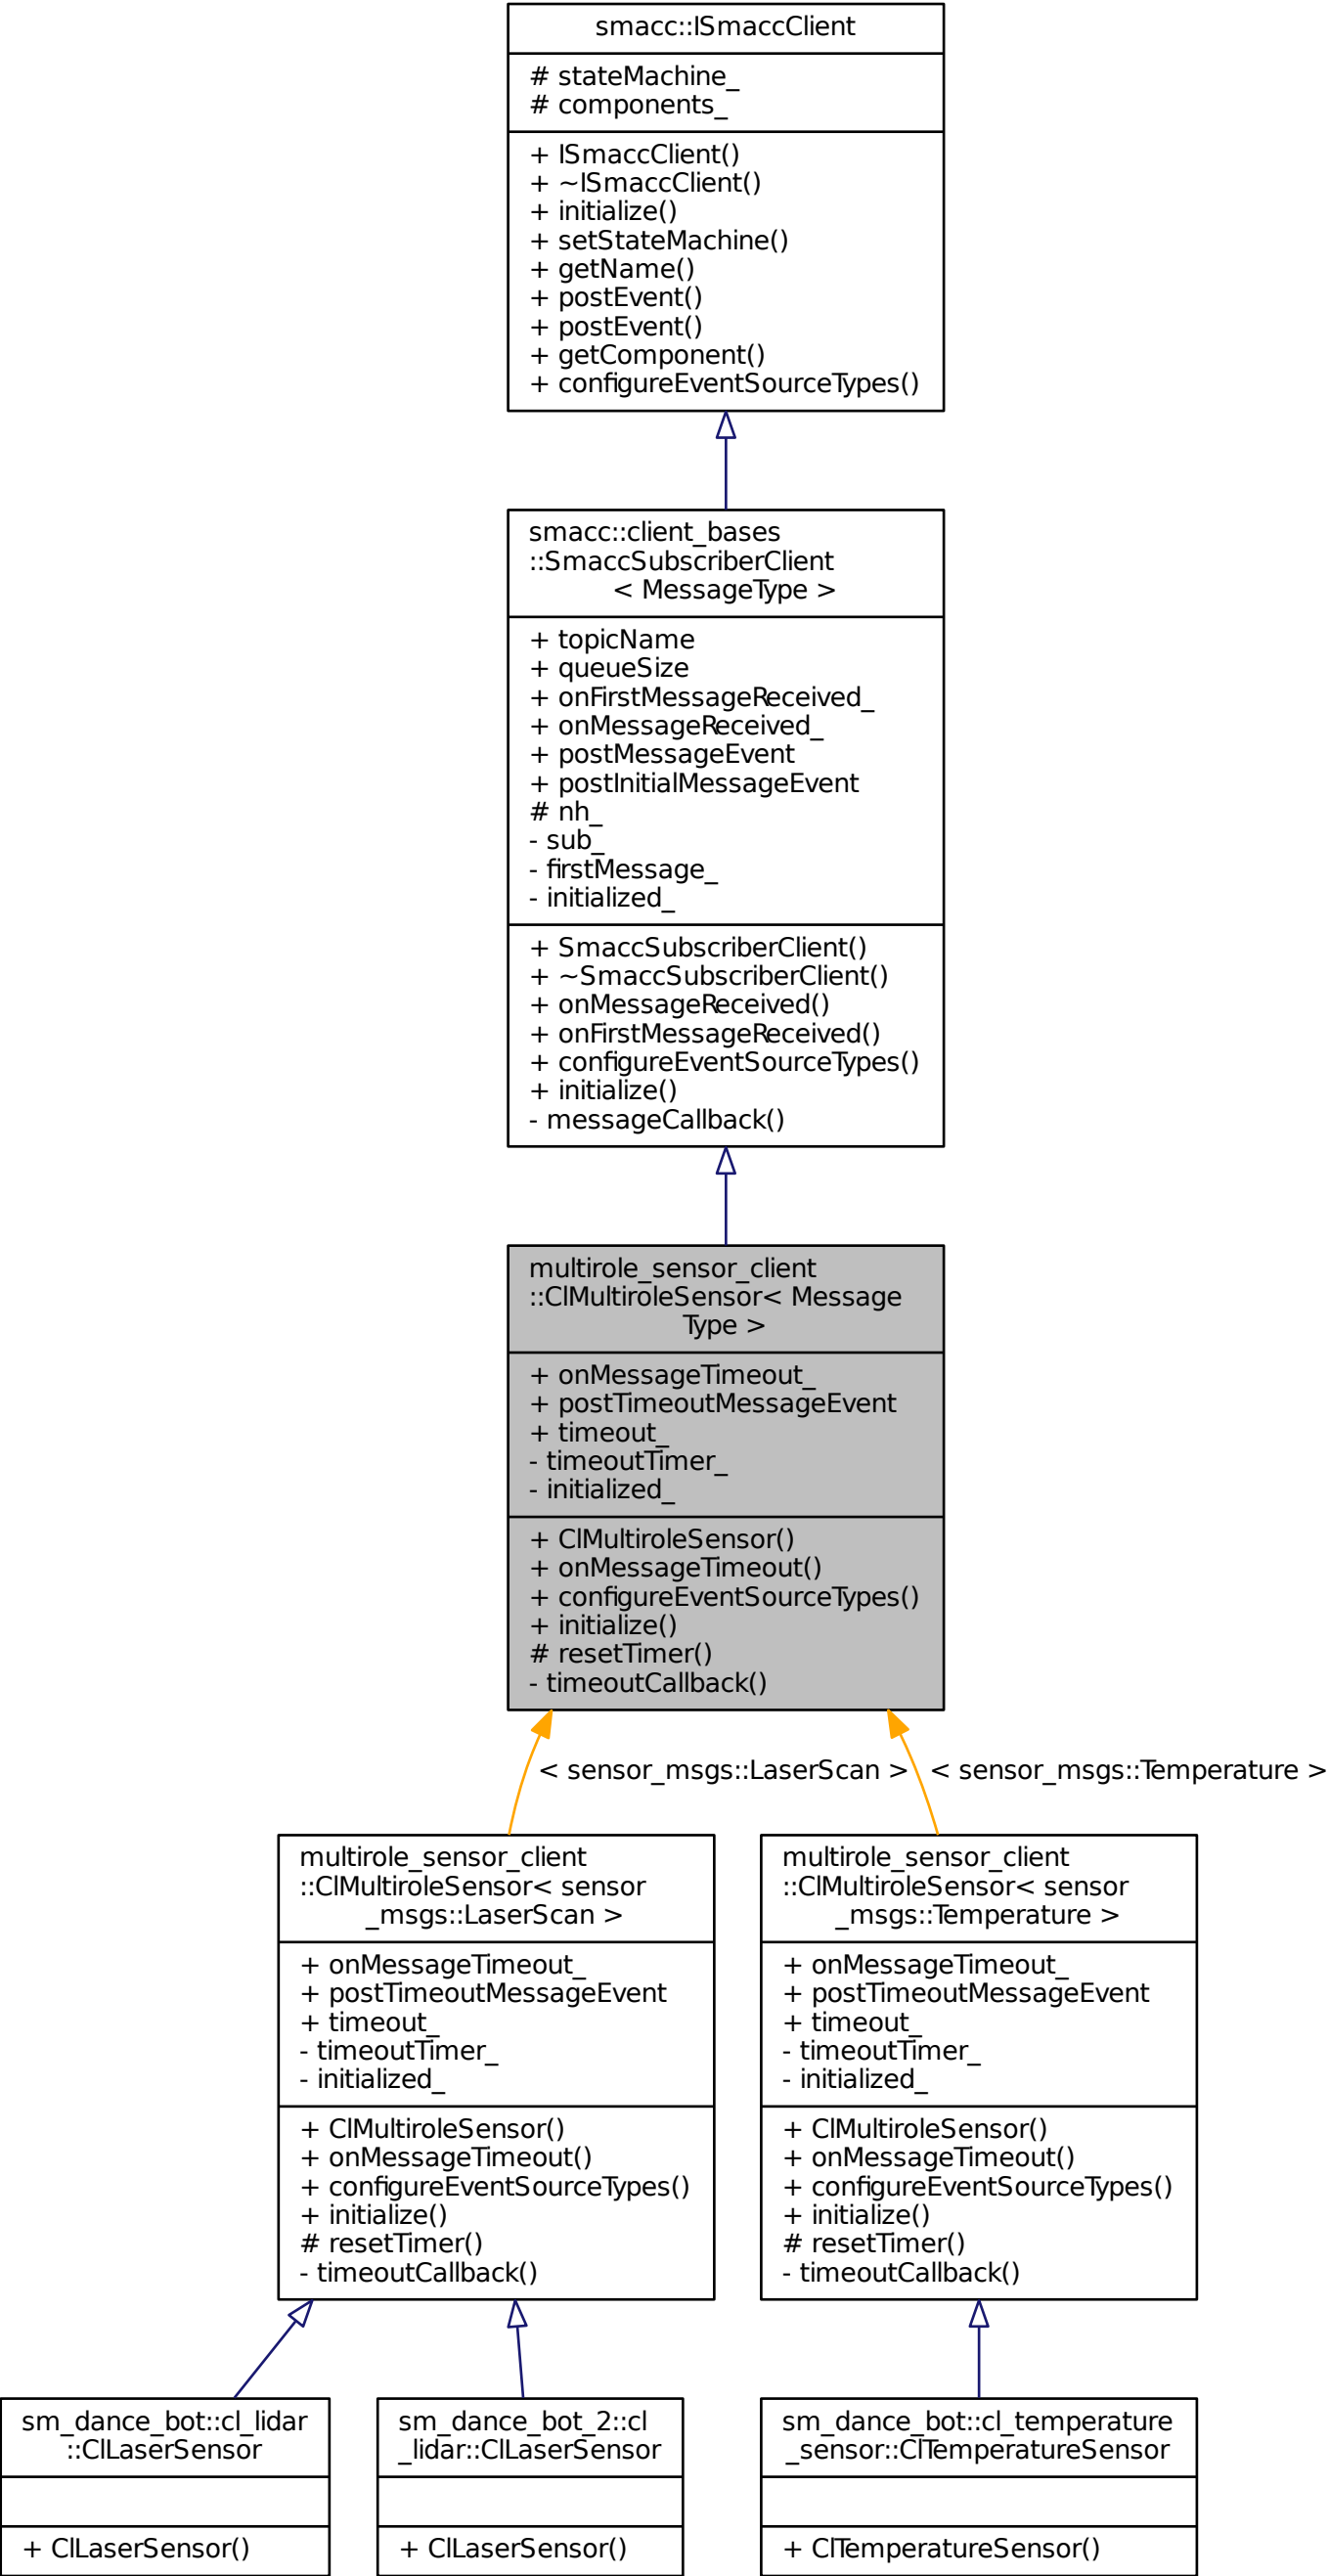 smacc::ISmaccClient
# stateMachine_
# components_
+ ISmaccClient()
+ ~ISmaccClient()
+ initialize()
+ setStateMachine()
+ getName()
+ postEvent()
+ postEvent()
+ getComponent()
+ configureEventSourceTypes()
smacc::client_bases
::SmaccSubscriberClient
< MessageType >
+ topicName
+ queueSize
+ onFirstMessageReceived_
+ onMessageReceived_
+ postMessageEvent
+ postInitialMessageEvent
# nh_
- sub_
- firstMessage_
- initialized_
+ SmaccSubscriberClient()
+ ~SmaccSubscriberClient()
+ onMessageReceived()
+ onFirstMessageReceived()
+ configureEventSourceTypes()
+ initialize()
- messageCallback()
multirole_sensor_client
::ClMultiroleSensor< Message
Type >
+ onMessageTimeout_
+ postTimeoutMessageEvent
+ timeout_
- timeoutTimer_
- initialized_
+ ClMultiroleSensor()
+ onMessageTimeout()
+ configureEventSourceTypes()
+ initialize()
# resetTimer()
- timeoutCallback()
< sensor_msgs::LaserScan >
< sensor_msgs::Temperature >
multirole_sensor_client
::ClMultiroleSensor< sensor
_msgs::LaserScan >
+ onMessageTimeout_
+ postTimeoutMessageEvent
+ timeout_
- timeoutTimer_
- initialized_
+ ClMultiroleSensor()
+ onMessageTimeout()
+ configureEventSourceTypes()
+ initialize()
# resetTimer()
- timeoutCallback()
multirole_sensor_client
::ClMultiroleSensor< sensor
_msgs::Temperature >
+ onMessageTimeout_
+ postTimeoutMessageEvent
+ timeout_
- timeoutTimer_
- initialized_
+ ClMultiroleSensor()
+ onMessageTimeout()
+ configureEventSourceTypes()
+ initialize()
# resetTimer()
- timeoutCallback()
sm_dance_bot::cl_lidar
::ClLaserSensor
+ ClLaserSensor()
sm_dance_bot_2::cl
_lidar::ClLaserSensor
+ ClLaserSensor()
sm_dance_bot::cl_temperature
_sensor::ClTemperatureSensor
+ ClTemperatureSensor()